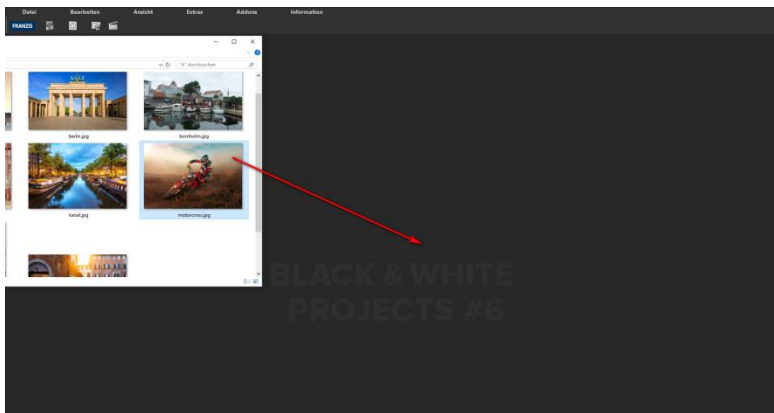 Datei Bearbeiten Ansicht Extras Addons Information
FRANZIS
"A" durchsuchen
berlin.jpg bornholm.jpg
kanal.jpg motorcross.jpg
BLACK & WHITE
PROJECTS #6